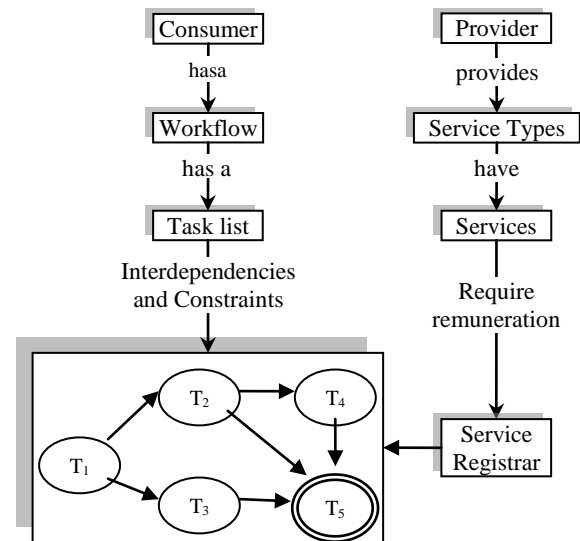 Consumer
hasa
Workflow
has a
Task list
Interdependencies
and Constraints
Provider
provides
Service Types
have
Services
Require
remuneration
Service
Registrar
T1
T2
T3
T4
T5